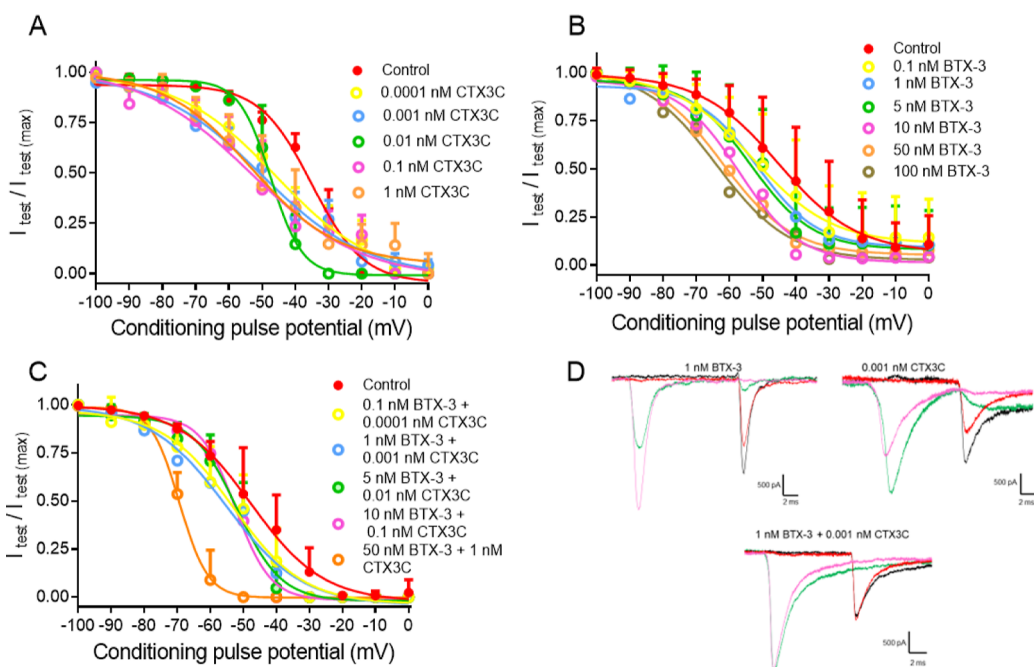 A
I test / I test (max)
1.00
0.75
0.50
0.25
0.00
-100 -90 -80 -70 -60 -50 -40 -30 -20 -10 0
Conditioning pulse potential (mV)
Control
0.0001 nM CTX3C
0.001 nM CTX3C
0.01 nM CTX3C
0.1 nM CTX3C
1 nM CTX3C
B
I test / I test (max)
1.00
0.75
0.50
0.25
0.00
-100 -90 -80 -70 -60 -50 -40 -30 -20 -10 0
Conditioning pulse potential (mV)
Control
0.1 nM BTX-3
1 nM BTX-3
5 nM BTX-3
10 nM BTX-3
50 nM BTX-3
100 nM BTX-3
C
I test / I test (max)
1.00
0.75
0.50
0.25
0.00
-100 -90 -80 -70 -60 -50 -40 -30 -20 -10 0
Conditioning pulse potential (mV)
Control
0.1 nM BTX-3 +
0.0001 nM CTX3C
1 nM BTX-3 +
0.001 nM CTX3C
5 nM BTX-3 +
0.01 nM CTX3C
10 nM BTX-3 +
0.1 nM CTX3C
50 nM BTX-3 + 1 nM
CTX3C
D
1 nM BTX-3
500 pA
2 ms
0.001 nM CTX3C
500 pA
2 ms
1 nM BTX-3 + 0.001 nM CTX3C
500 pA
2 ms